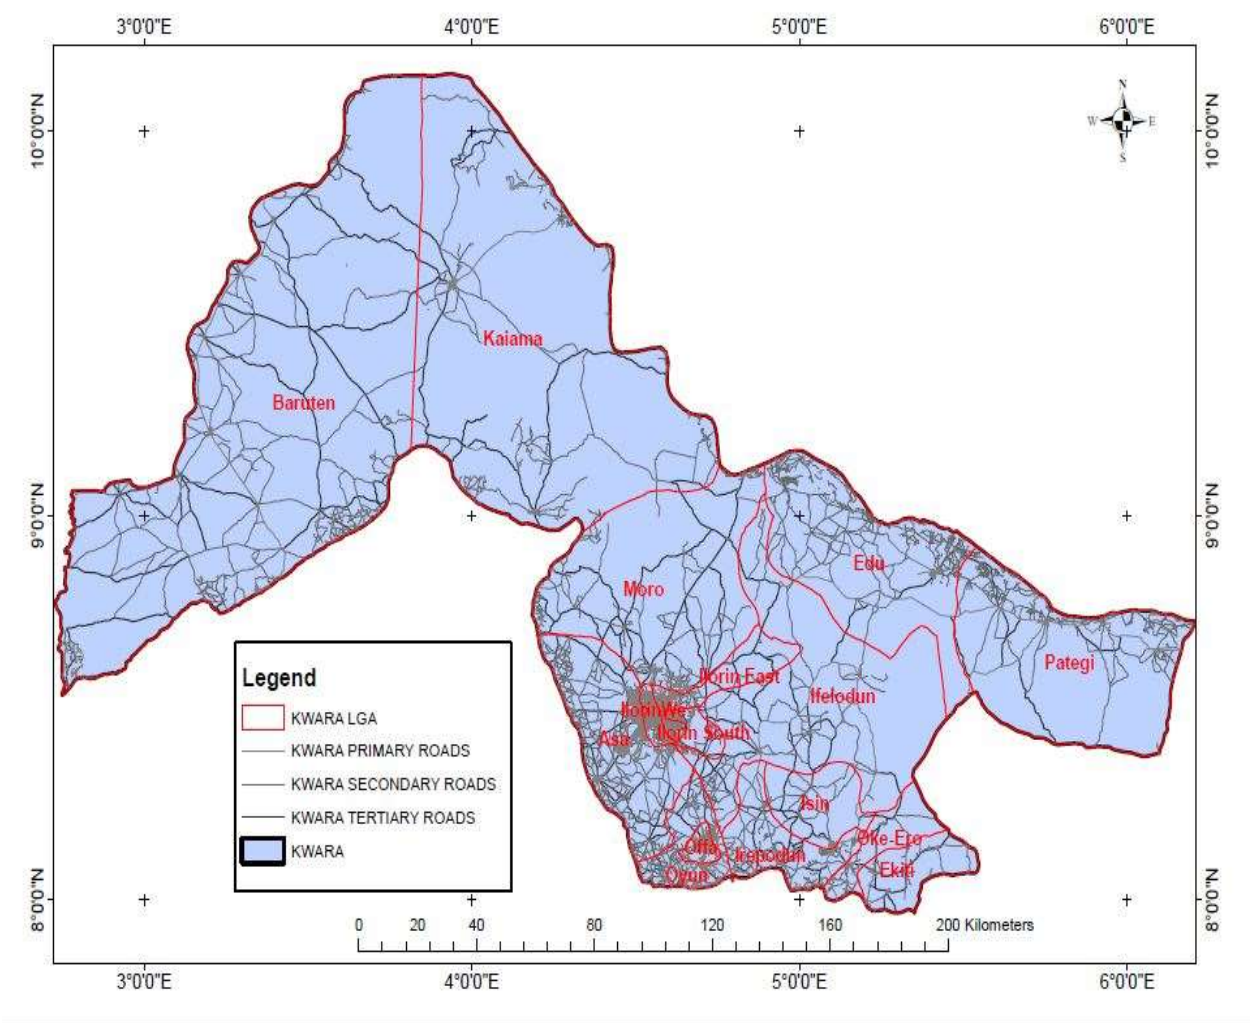 3°0'0"E 4°0'0"E 5°0'0"E 6°0'0"E
N
W E
S
10°0'0"N 10°0'0"N
Kaiama
Baruten
9°0'0"N 9°0'0"N
Edu
Moro
Pategi
Ilorin East
Ifelodun
IlorinWe
Ilorin South
Asa
Isin
Oke-Ero
Offa
Irepodun
Ekiti
Oyun
Legend
KWARA LGA
KWARA PRIMARY ROADS
KWARA SECONDARY ROADS
KWARA TERTIARY ROADS
KWARA
8°0'0"N 8°0'0"N
0 20 40 80 120 160 200 Kilometers
3°0'0"E 4°0'0"E 5°0'0"E 6°0'0"E